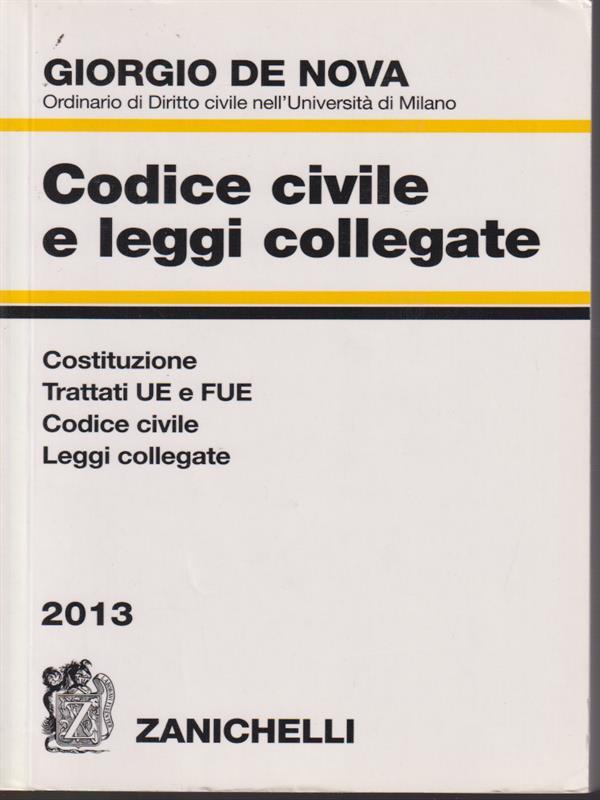 GIORGIO DE NOVA
Ordinario di Diritto civile nell'Università di Milano
Codice civile
e leggi collegate
Costituzione
Trattati UE e FUE
Codice civile
Leggi collegate
2013
Z
ZANICHELLI